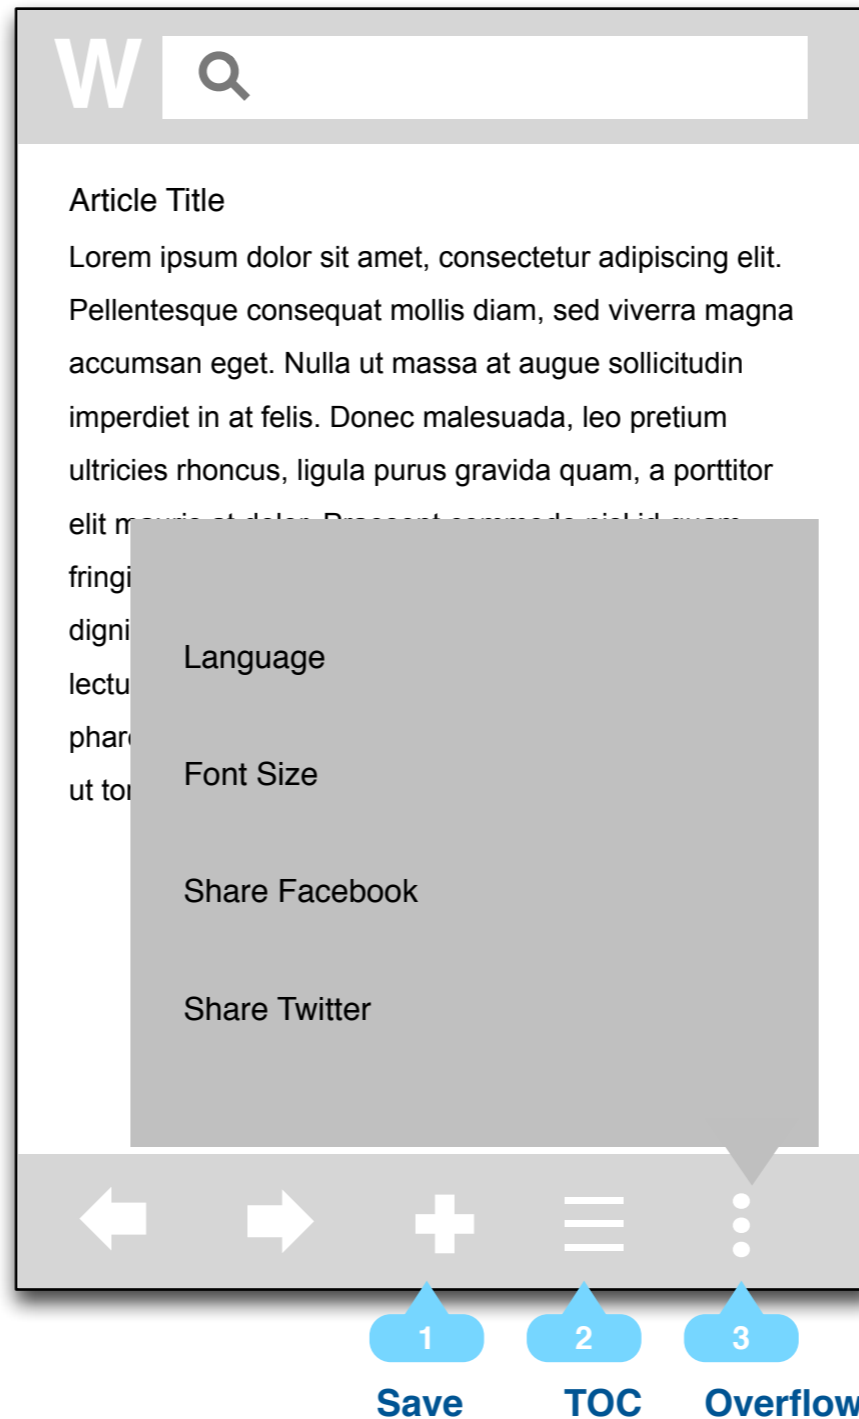 W
Article Title
Lorem ipsum dolor sit amet, consectetur adipiscing elit.
Pellentesque consequat mollis diam, sed viverra magna
accumsan eget. Nulla ut massa at augue sollicitudin
imperdiet in at felis. Donec malesuada, leo pretium
ultricies rhoncus, ligula purus gravida quam, a porttitor
elit
Language
Font Size
Share Facebook
Share Twitter
1 2 3
Save TOC Overflow